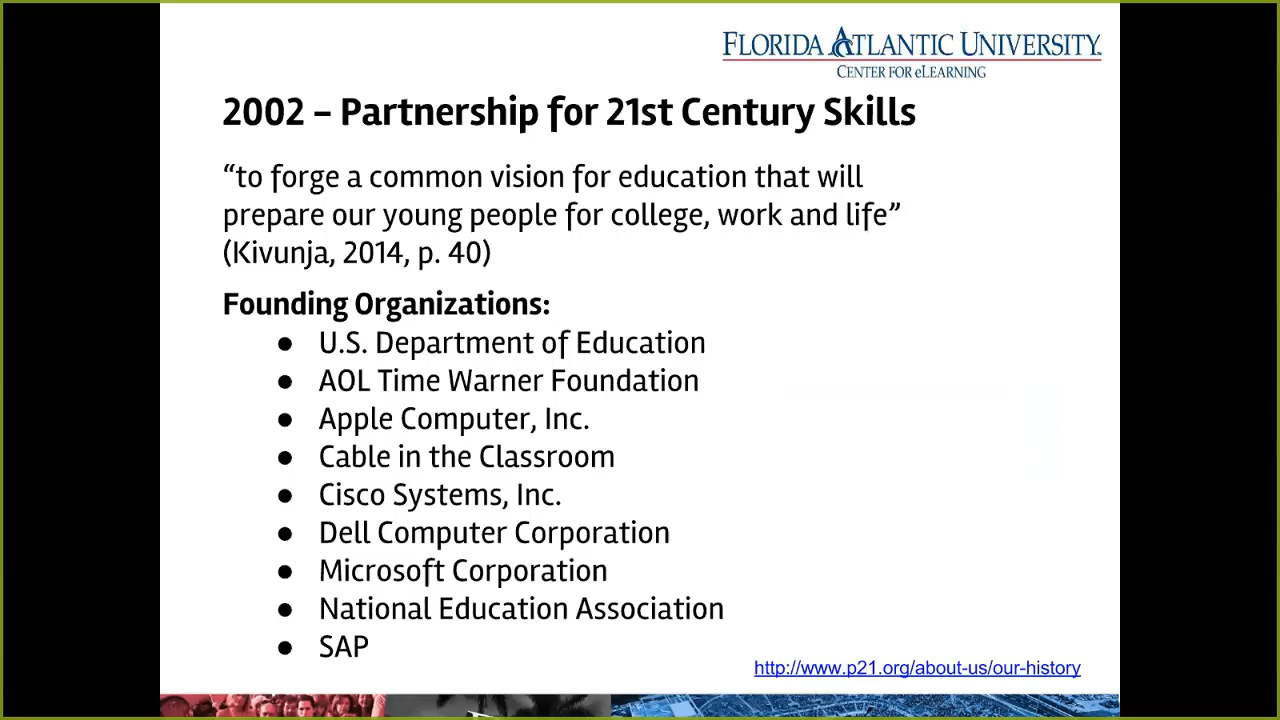 FLORIDA ATLANTIC UNIVERSITY
CENTER FOR eLEARNING
2002 – Partnership for 21st Century Skills
“to forge a common vision for education that will
prepare our young people for college, work and life”
(Kivunja, 2014, p. 40)
Founding Organizations:
● U.S. Department of Education
● AOL Time Warner Foundation
● Apple Computer, Inc.
● Cable in the Classroom
● Cisco Systems, Inc.
● Dell Computer Corporation
● Microsoft Corporation
● National Education Association
● SAP
http://www.p21.org/about-us/our-history